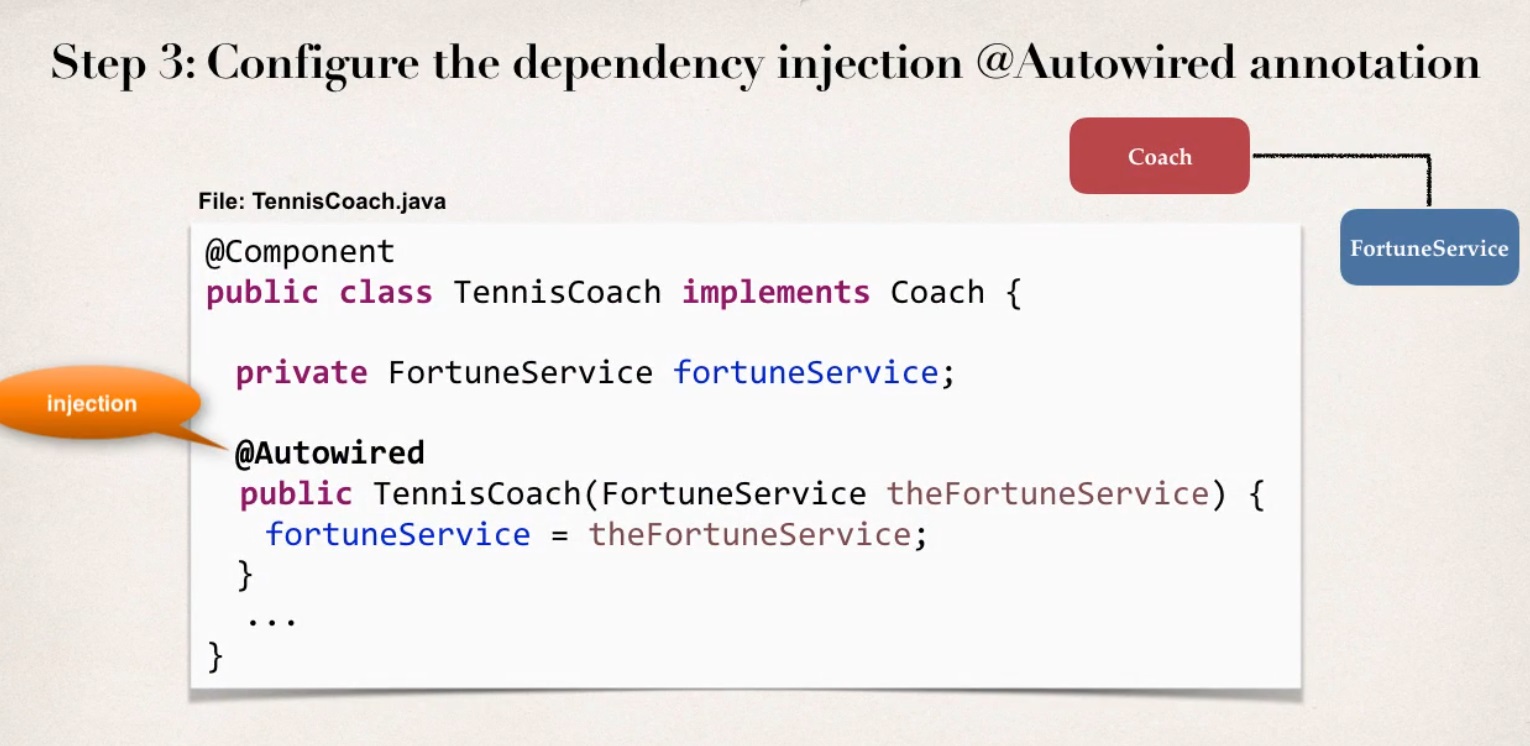 Step 3: Configure the dependency injection @Autowired annotation
Coach
FortuneService
File: TennisCoach.java
@Component
public class TennisCoach implements Coach {
private FortuneService fortuneService;
injection
@Autowired
public TennisCoach(FortuneService theFortuneService) {
fortuneService = theFortuneService;
}
...
}